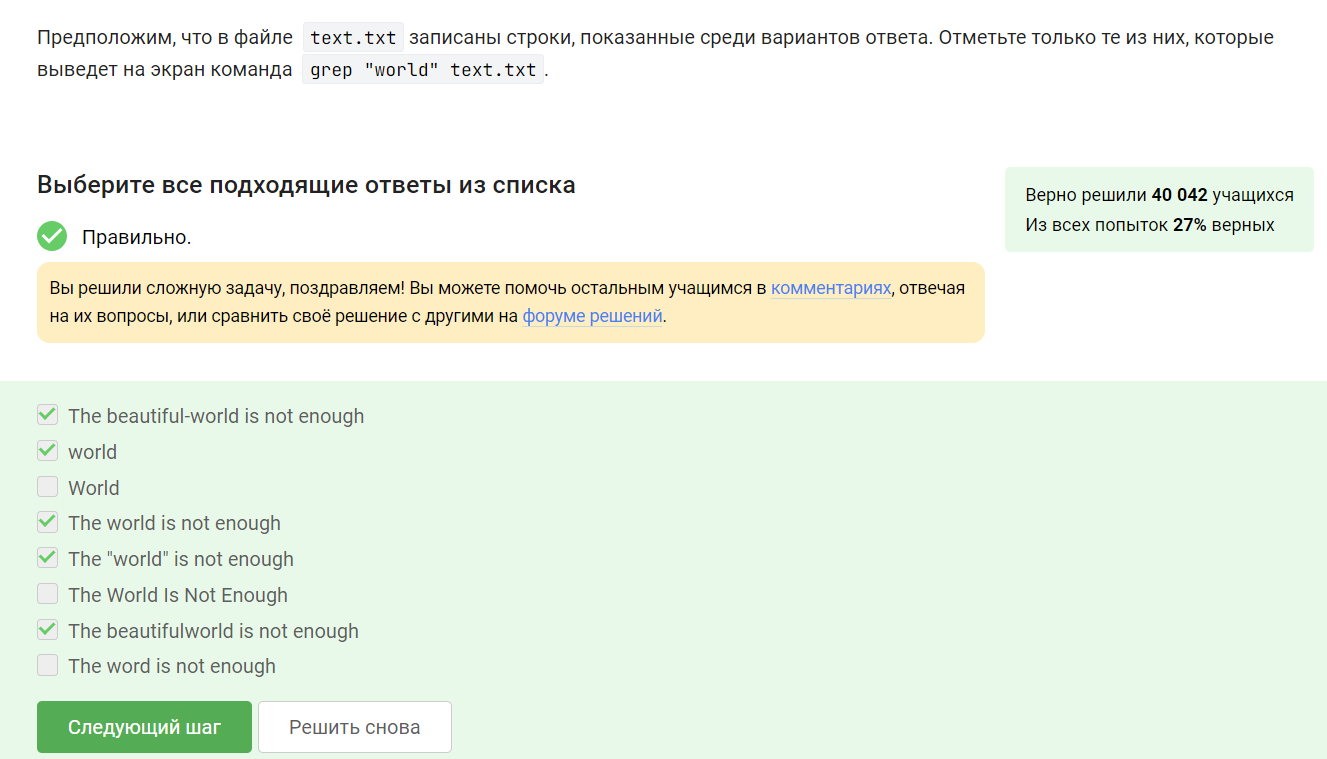 Предположим, что в файле text.txt записаны строки, показанные среди вариантов ответа. Отметьте только те из них, которые
выведет на экран команда grep "world" text.txt.
Выберите все подходящие ответы из списка
Верно решили 40 042 учащихся
Из всех попыток 27% верных
Правильно.
Вы решили сложную задачу, поздравляем! Вы можете помочь остальным учащимся в комментариях, отвечая
на их вопросы, или сравнить своё решение с другими на форуме решений.
The beautiful-world is not enough
world
World
The world is not enough
The "world" is not enough
The World Is Not Enough
The beautifulworld is not enough
The word is not enough
Следующий шаг
Решить снова